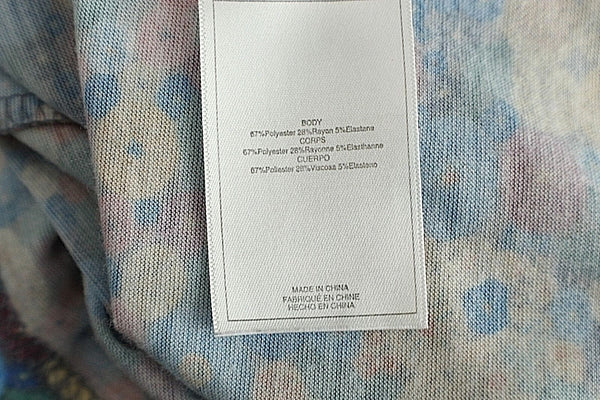 BODY
67%Polyester 28%Rayon 5%Elastane
CORPS
67%Polyester 28%Rayonne 5%Elasthanne
CUERPO
67%Poliester 28%Viscosa 5%Elastano
MADE IN CHINA
FABRIQUÉ EN CHINE
HECHO EN CHINA